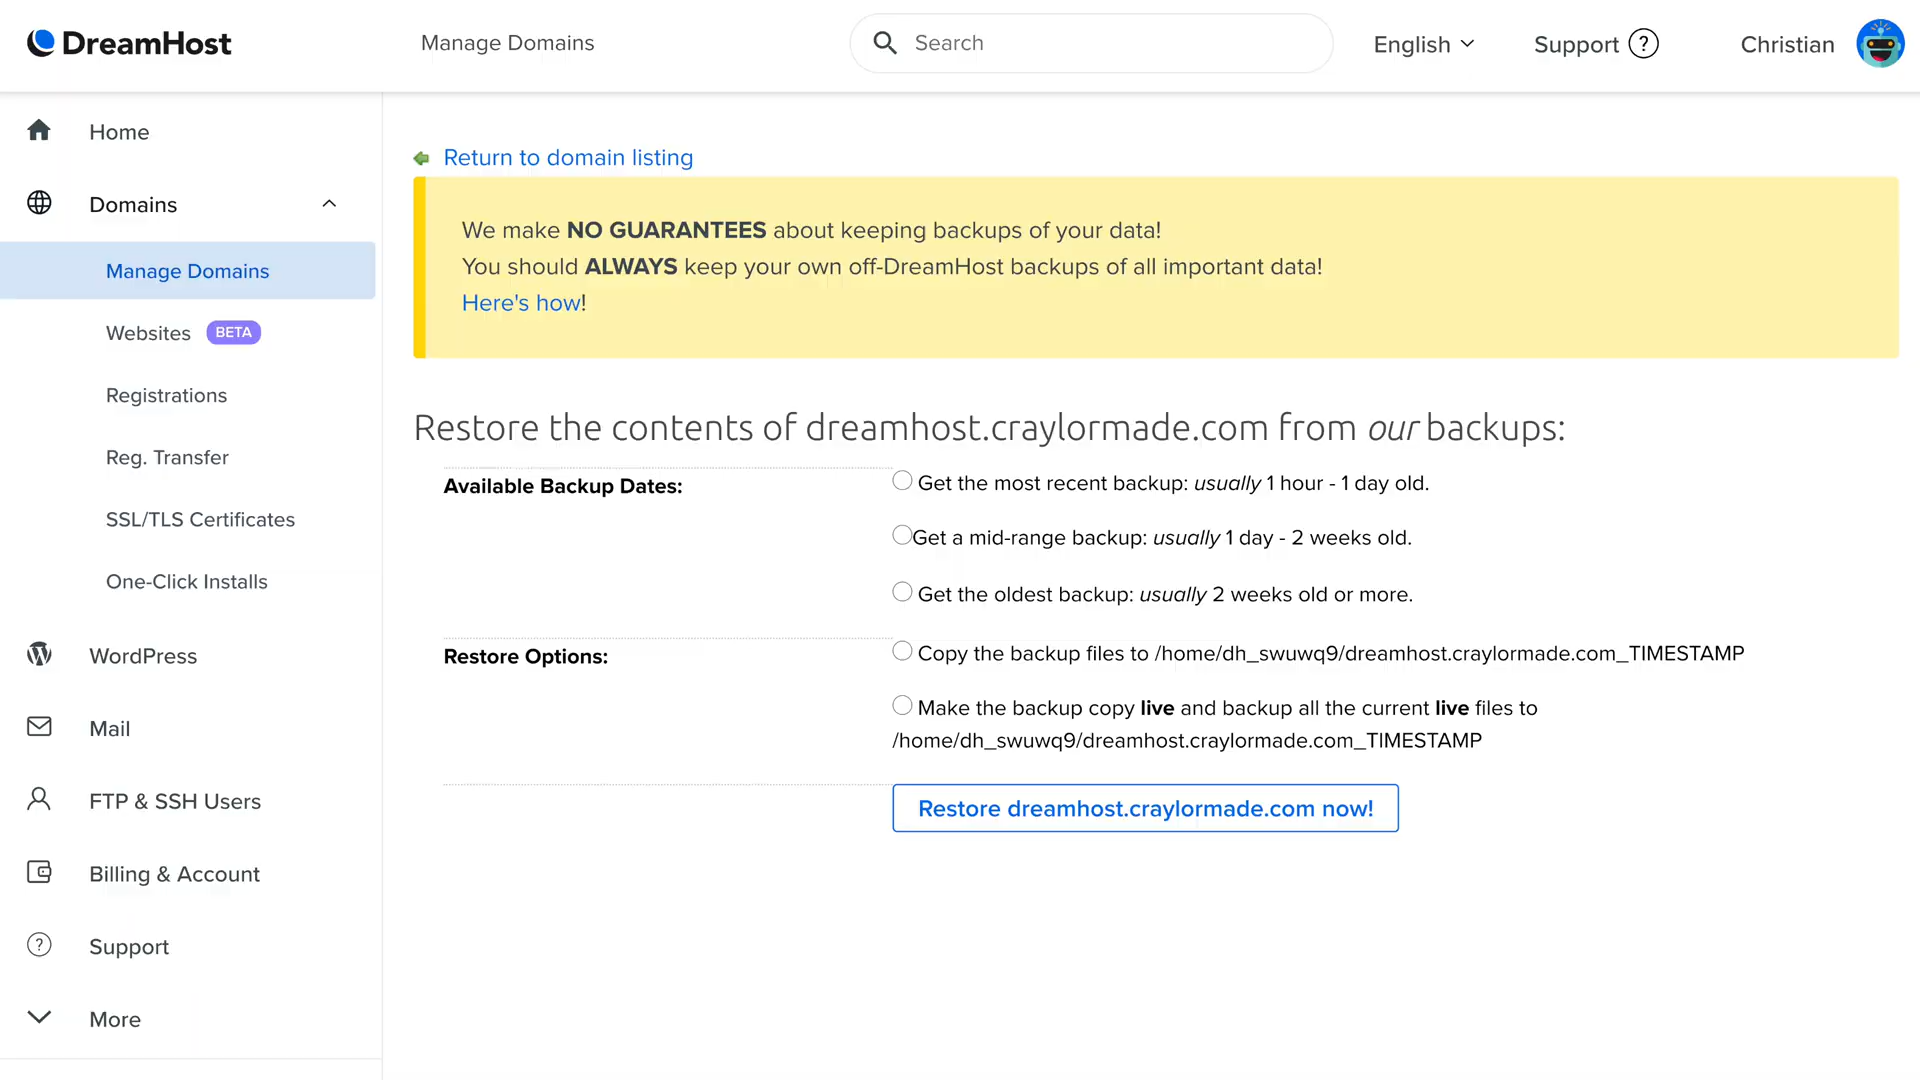 DreamHost
Manage Domains
Search
English
Support ?
Christian
Home
Domains
Manage Domains
Websites BETA
Registrations
Reg. Transfer
SSL/TLS Certificates
One-Click Installs
WordPress
Mail
FTP & SSH Users
Billing & Account
? Support
More
Return to domain listing
We make NO GUARANTEES about keeping backups of your data!
You should ALWAYS keep your own off-DreamHost backups of all important data!
Here's how!
Restore the contents of dreamhost.craylormade.com from our backups:
Available Backup Dates:
Get the most recent backup: usually 1 hour - 1 day old.
Get a mid-range backup: usually 1 day - 2 weeks old.
Get the oldest backup: usually 2 weeks old or more.
Restore Options:
Copy the backup files to /home/dh_swuwq9/dreamhost.craylormade.com_TIMESTAMP
Make the backup copy live and backup all the current live files to
/home/dh_swuwq9/dreamhost.craylormade.com_TIMESTAMP
Restore dreamhost.craylormade.com now!